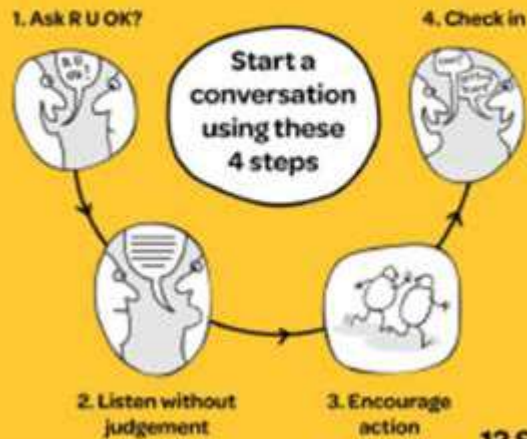 1. Ask R U OK?
4. Check in
R U
OK?
Start a
conversation
using these
4 steps
2. Listen without
judgement
3. Encourage
action